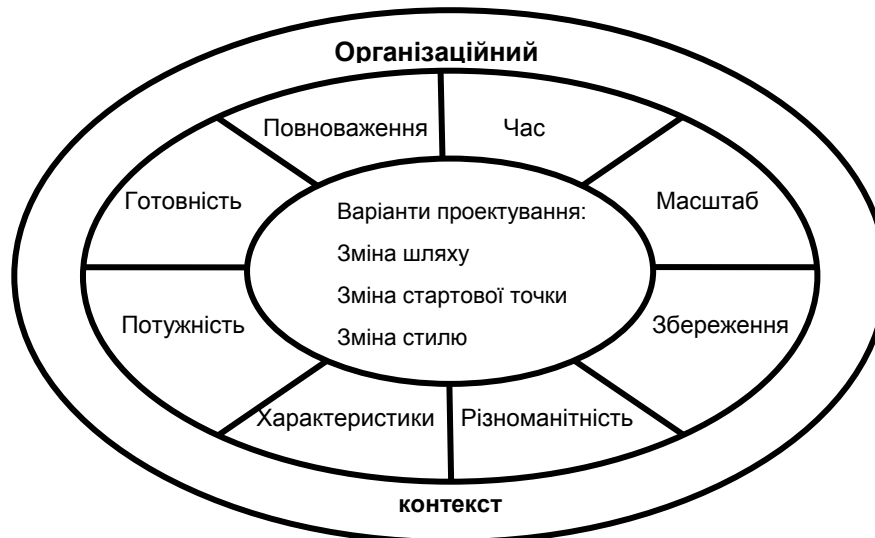 Організаційний
Повноваження
Час
Готовність
Масштаб
Варіанти проектування:
Зміна шляху
Зміна стартової точки
Зміна стилю
Потужність
Збереження
Характеристики
Різноманітність
контекст